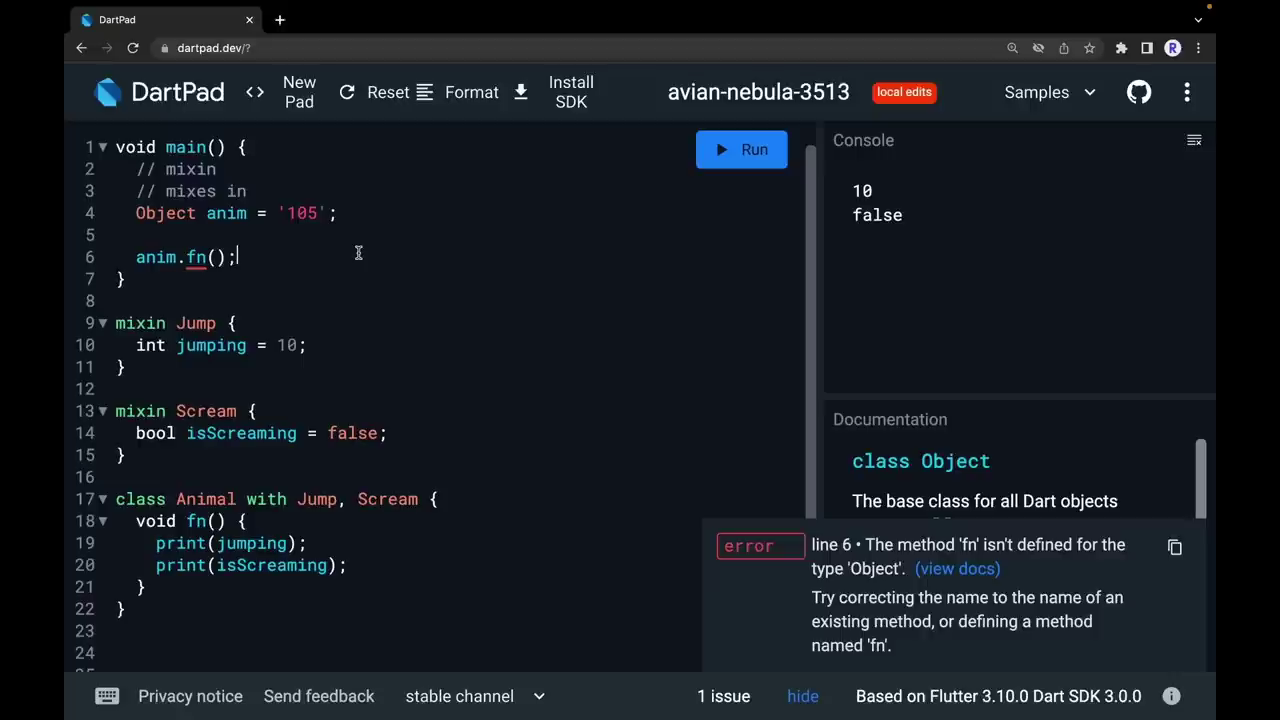 DartPad
dartpad.dev/?
R
DartPad
New Pad
Reset
Format
Install SDK
avian-nebula-3513
local edits
Samples
1 void main() {
2 // mixin
3 // mixes in
4 Object anim = '105';
5
6 anim.fn();
7 }
8
9 mixin Jump {
10 int jumping = 10;
11 }
12
13 mixin Scream {
14 bool isScreaming = false;
15 }
16
17 class Animal with Jump, Scream {
18 void fn() {
19 print(jumping);
20 print(isScreaming);
21 }
22 }
23
24
Run
Console
10
false
Documentation
class Object
The base class for all Dart objects
error
line 6 • The method 'fn' isn't defined for the
type 'Object'. (view docs)
Try correcting the name to the name of an
existing method, or defining a method
named 'fn'.
Privacy notice
Send feedback
stable channel
1 issue
hide
Based on Flutter 3.10.0 Dart SDK 3.0.0